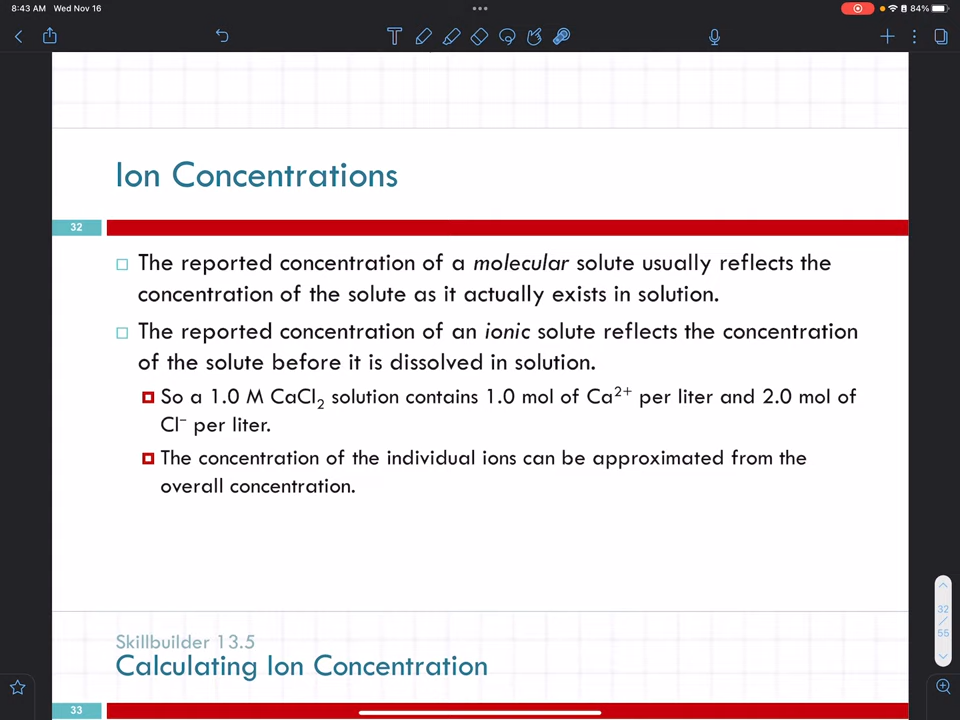 8:43 AM Wed Nov 16
84%
Ion Concentrations
32
The reported concentration of a molecular solute usually reflects the
concentration of the solute as it actually exists in solution.
The reported concentration of an ionic solute reflects the concentration
of the solute before it is dissolved in solution.
So a 1.0 M CaCl₂ solution contains 1.0 mol of Ca²⁺ per liter and 2.0 mol of
Cl⁻ per liter.
The concentration of the individual ions can be approximated from the
overall concentration.
32
/
55
Skillbuilder 13.5
Calculating Ion Concentration
33